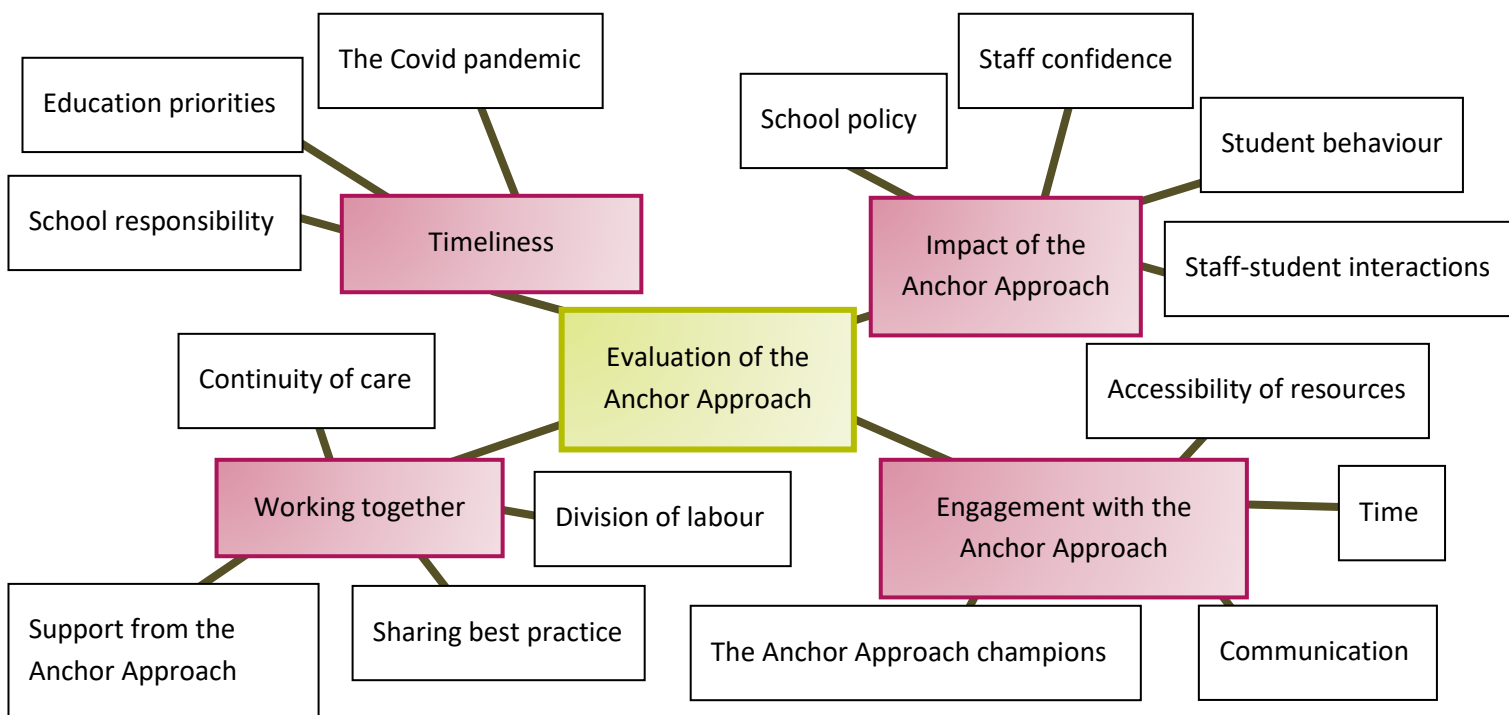 The Covid pandemic
Education priorities
School responsibility
Timeliness
Staff confidence
School policy
Student behaviour
Staff-student interactions
Impact of the
Anchor Approach
Evaluation of the
Anchor Approach
Continuity of care
Working together
Division of labour
Support from the
Anchor Approach
Sharing best practice
Accessibility of resources
Engagement with the
Anchor Approach
Time
The Anchor Approach champions
Communication